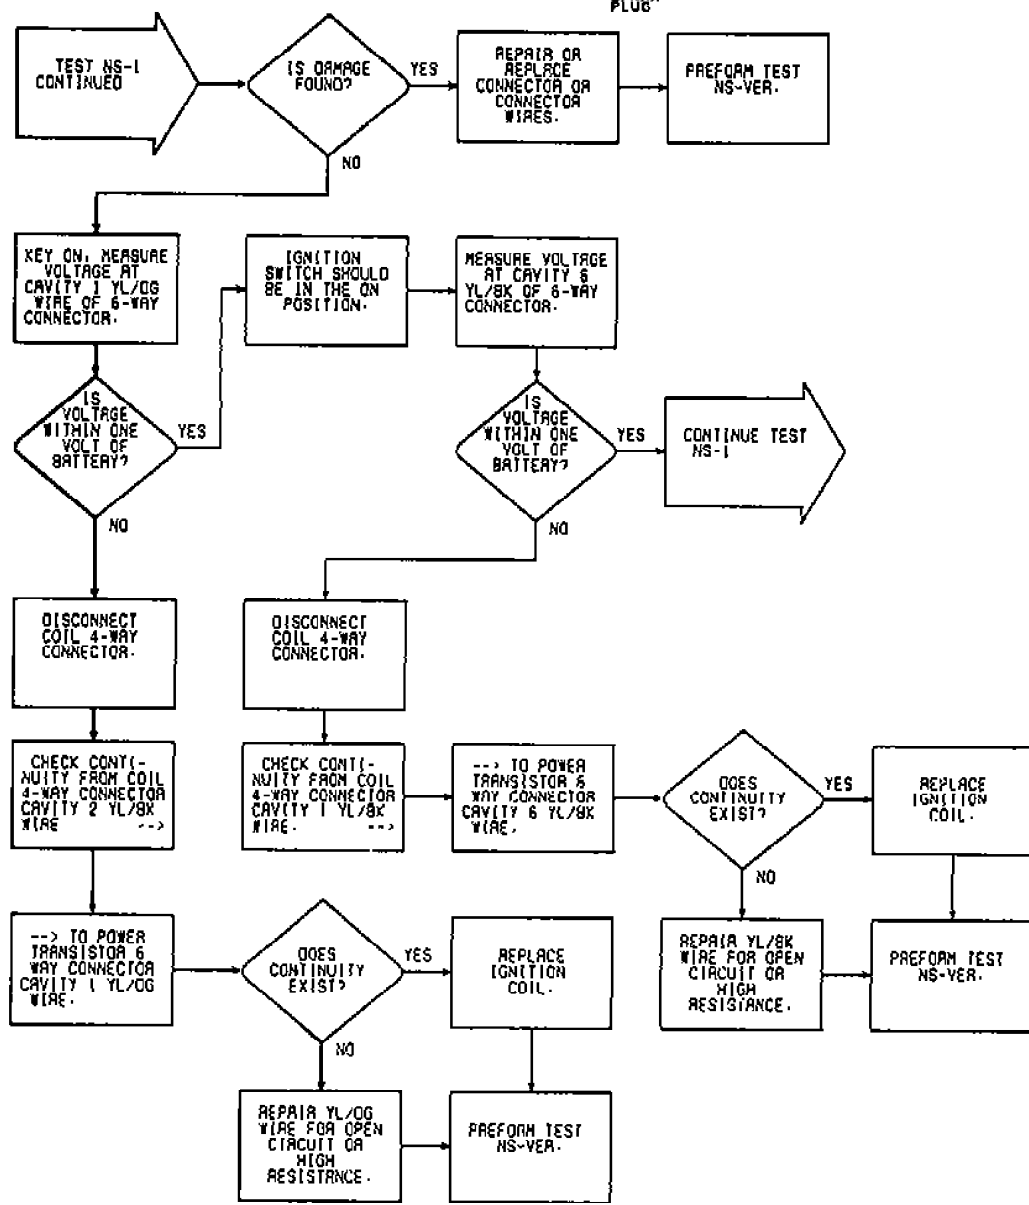 PLUG"
TEST NS-1
CONTINUED
IS DAMAGE
FOUND?
YES
REPAIR OR
REPLACE
CONNECTOR OR
CONNECTOR
WIRES.
PREFORM TEST
NS-VER.
NO
KEY ON, MEASURE
VOLTAGE AT
CAVITY 1 YL/OG
WIRE OF 6-WAY
CONNECTOR.
IGNITION
SWITCH SHOULD
BE IN THE ON
POSITION.
MEASURE VOLTAGE
AT CAVITY 6
YL/BK OF 6-WAY
CONNECTOR.
IS
VOLTAGE
WITHIN ONE
VOLT OF
BATTERY?
YES
IS
VOLTAGE
WITHIN ONE
VOLT OF
BATTERY?
YES
CONTINUE TEST
NS-1
NO
NO
DISCONNECT
COIL 4-WAY
CONNECTOR.
DISCONNECT
COIL 4-WAY
CONNECTOR.
CHECK CONTI-
NUITY FROM COIL
4-WAY CONNECTOR
CAVITY 2 YL/BK
WIRE -->
CHECK CONTI-
NUITY FROM COIL
4-WAY CONNECTOR
CAVITY 1 YL/BK
WIRE. -->
--> TO POWER
TRANSISTOR 6
WAY CONNECTOR
CAVITY 6 YL/BK
WIRE.
DOES
CONTINUITY
EXIST?
YES
REPLACE
IGNITION
COIL.
NO
--> TO POWER
TRANSISTOR 6
WAY CONNECTOR
CAVITY 1 YL/OG
WIRE.
DOES
CONTINUITY
EXIST?
YES
REPLACE
IGNITION
COIL.
REPAIR YL/BK
WIRE FOR OPEN
CIRCUIT OR
HIGH
RESISTANCE.
PREFORM TEST
NS-VER.
NO
REPAIR YL/OG
WIRE FOR OPEN
CIRCUIT OR
HIGH
RESISTANCE.
PREFORM TEST
NS-VER.